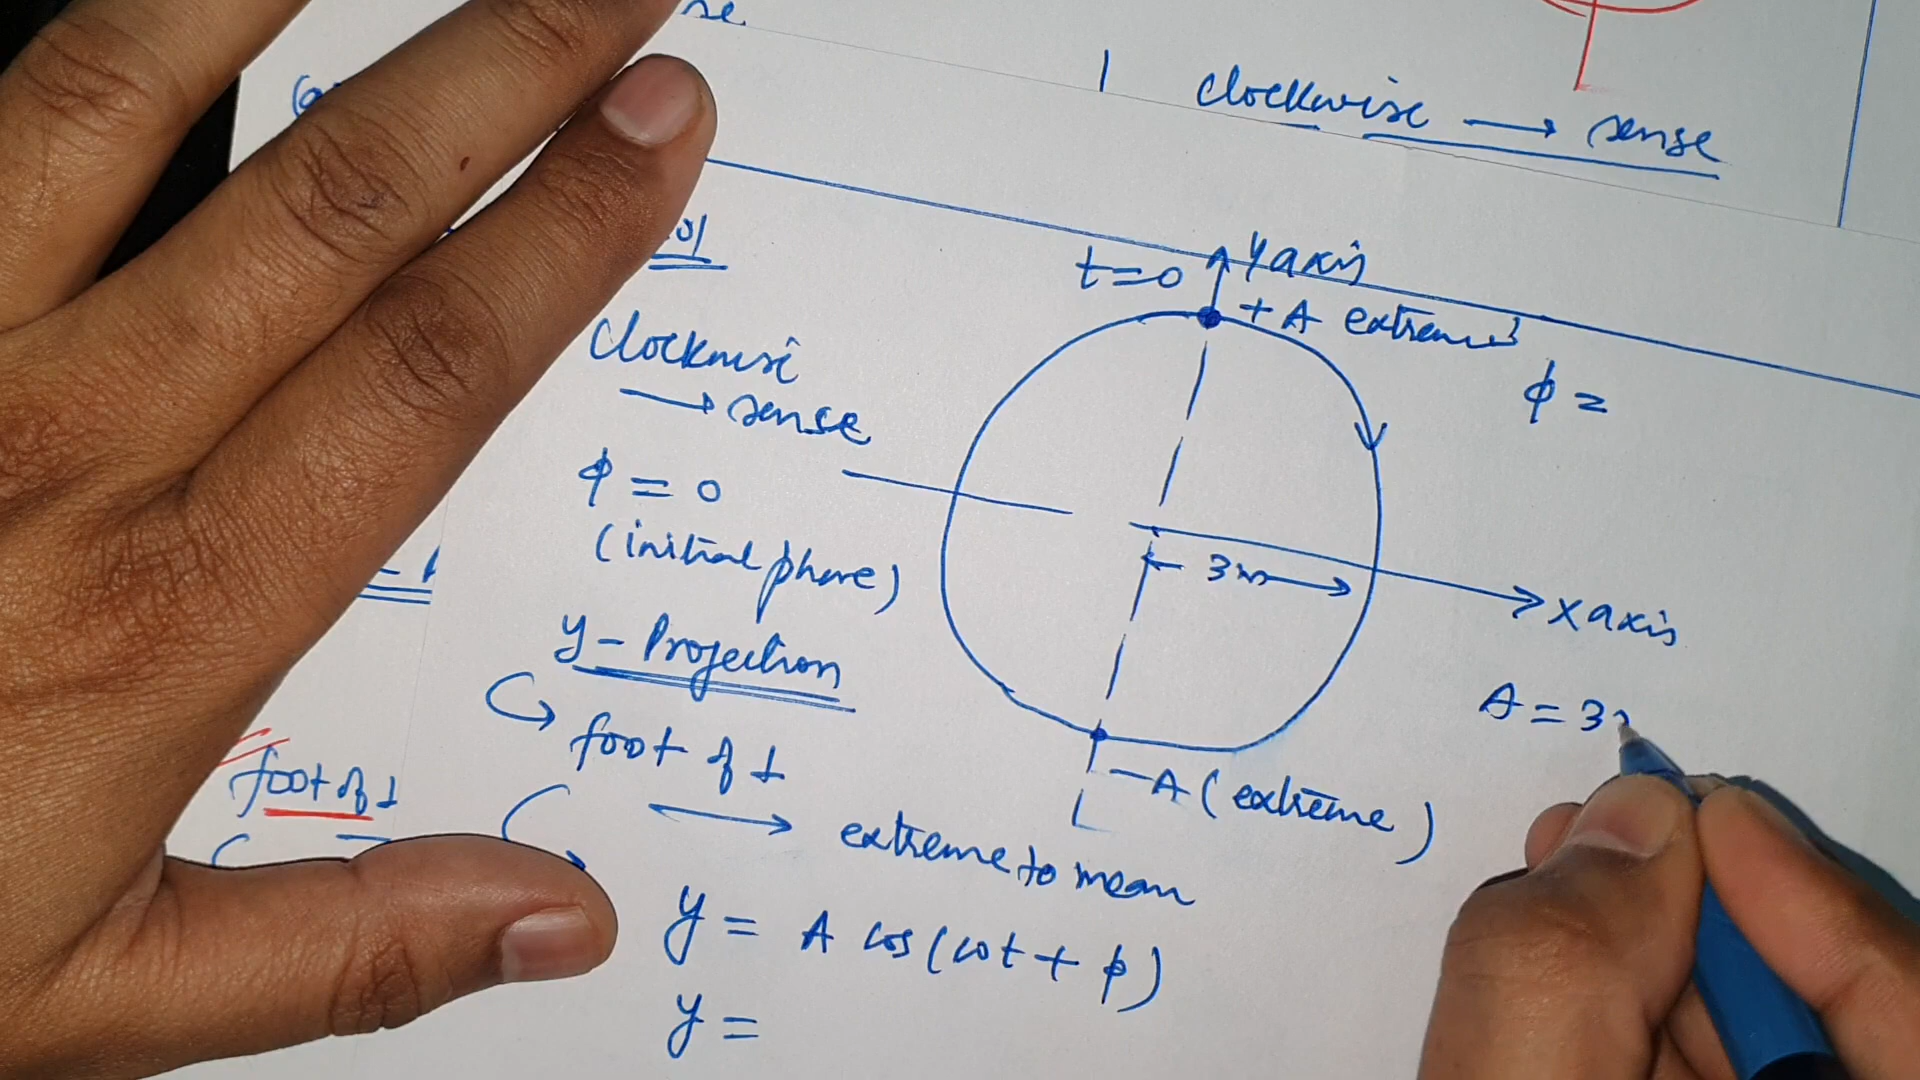 clockwise → sense
t=0
y axis
+A extreme
Clockwise
→ sense
ϕ =
ϕ = 0
(initial phase)
3m
x axis
y - Projection
A = 3
foot of ⊥
foot of ⊥
-A (extreme)
extreme to mean
y = A cos(ωt + ϕ)
y =